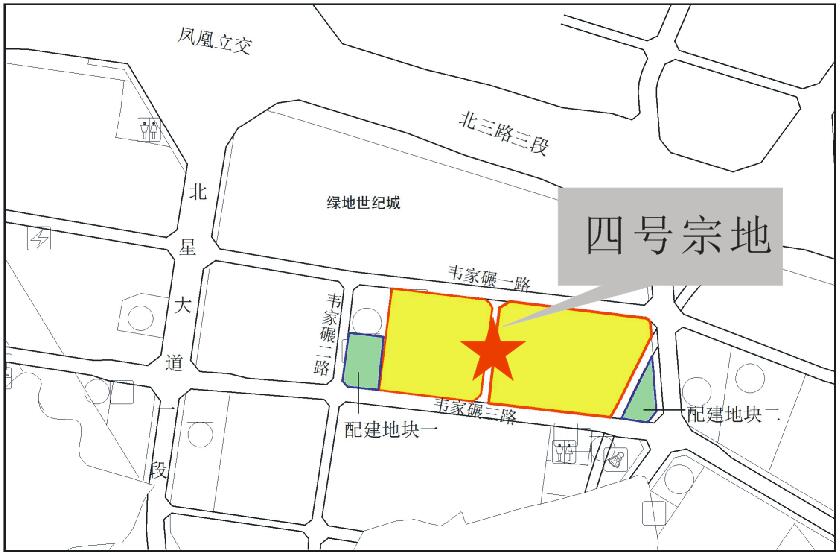 凤凰立交
北三路三段
北星大道一段
绿地世纪城
四号宗地
韦家碾一路
韦家碾二路
韦家碾三路
配建地块一
配建地块二